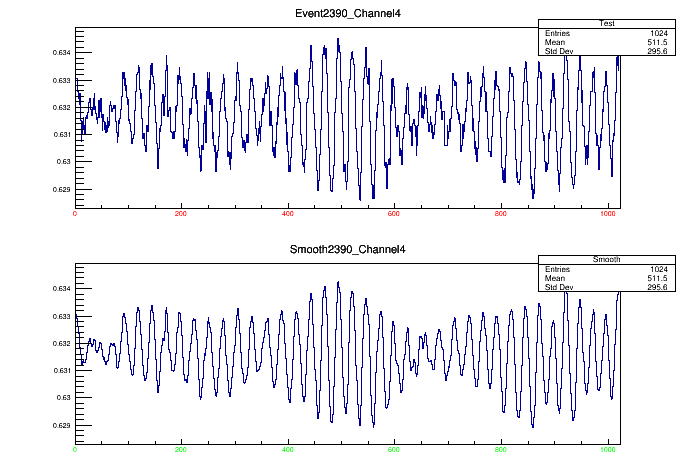 Event2390_Channel4
Test
Entries 1024
Mean 511.5
Std Dev 295.6
0.634
0.633
0.632
0.631
0.63
0.629
0 200 400 600 800 1000
Smooth2390_Channel4
Smooth
Entries 1024
Mean 511.5
Std Dev 295.6
0.634
0.633
0.632
0.631
0.63
0.629
0 200 400 600 800 1000